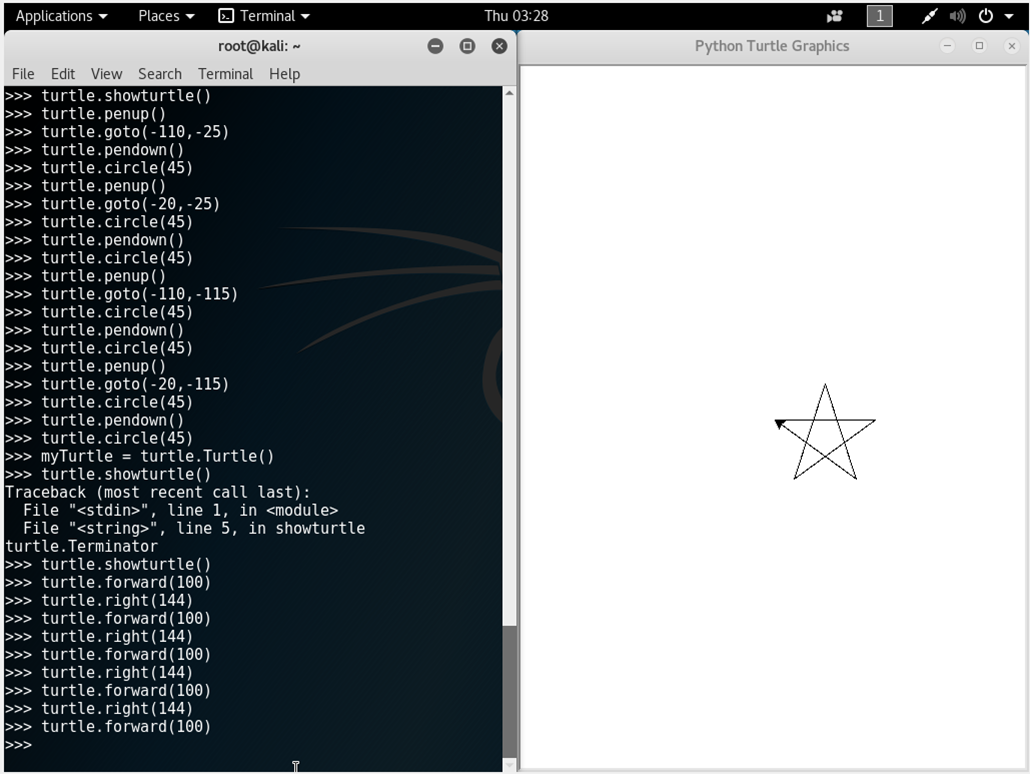 Applications Places Terminal Thu 03:28 1
root@kali: ~
File Edit View Search Terminal Help
>>> turtle.showturtle()
>>> turtle.penup()
>>> turtle.goto(-110,-25)
>>> turtle.pendown()
>>> turtle.circle(45)
>>> turtle.penup()
>>> turtle.goto(-20,-25)
>>> turtle.circle(45)
>>> turtle.pendown()
>>> turtle.circle(45)
>>> turtle.penup()
>>> turtle.goto(-110,-115)
>>> turtle.circle(45)
>>> turtle.pendown()
>>> turtle.circle(45)
>>> turtle.penup()
>>> turtle.goto(-20,-115)
>>> turtle.circle(45)
>>> turtle.pendown()
>>> turtle.circle(45)
>>> myTurtle = turtle.Turtle()
>>> turtle.showturtle()
Traceback (most recent call last):
  File "<stdin>", line 1, in <module>
  File "<string>", line 5, in showturtle
turtle.Terminator
>>> turtle.showturtle()
>>> turtle.forward(100)
>>> turtle.right(144)
>>> turtle.forward(100)
>>> turtle.right(144)
>>> turtle.forward(100)
>>> turtle.right(144)
>>> turtle.forward(100)
>>> turtle.right(144)
>>> turtle.forward(100)
>>>
Python Turtle Graphics